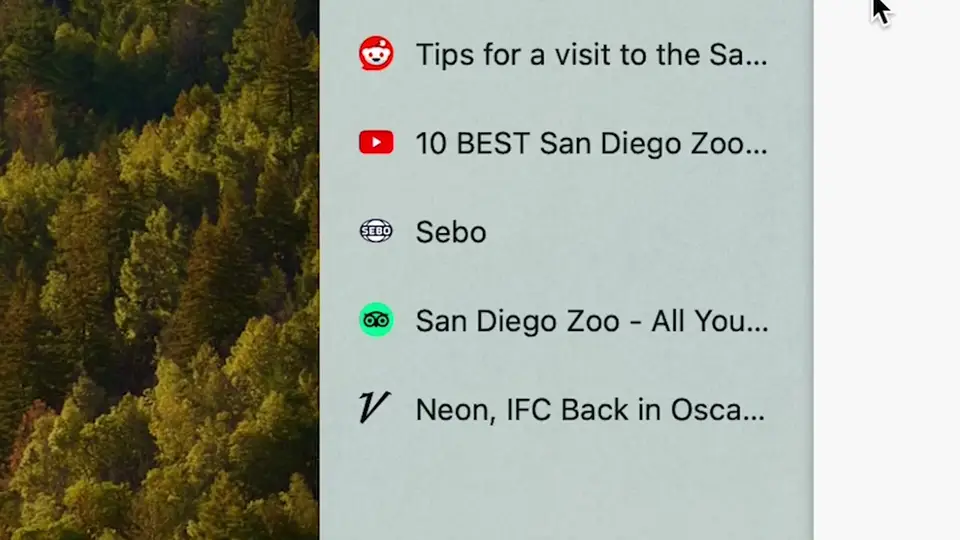 Tips for a visit to the Sa...
10 BEST San Diego Zoo...
SEBO Sebo
San Diego Zoo - All You...
Neon, IFC Back in Osca...